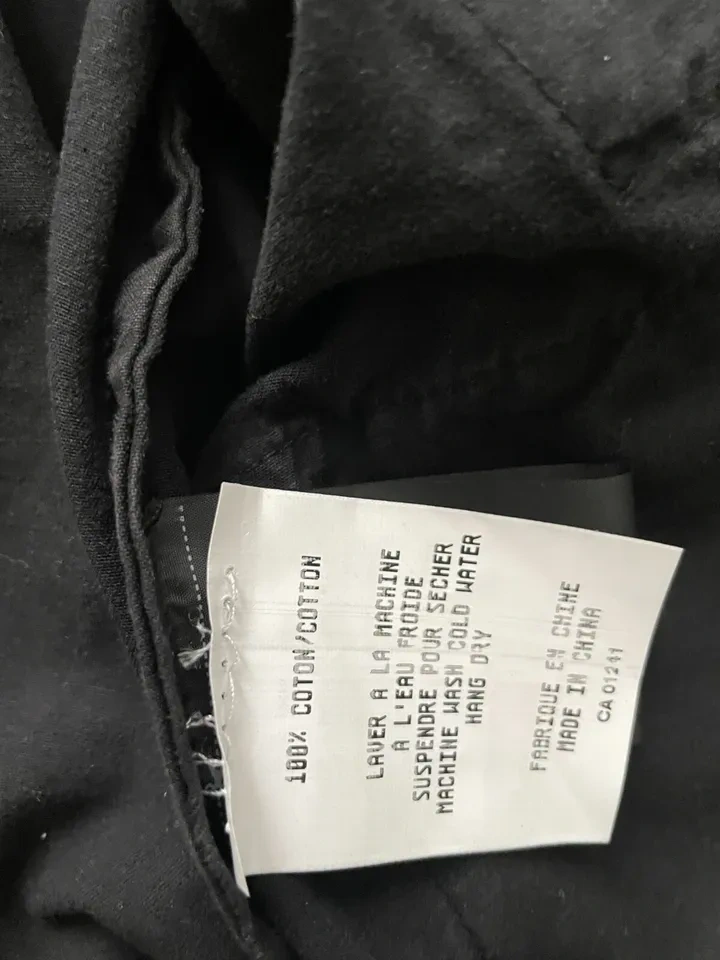 100% COTON/COTTON
LAVER A LA MACHINE
À L'EAU FROIDE
SUSPENDRE POUR SECHER
MACHINE WASH COLD WATER
HANG DRY
FABRIQUE EN CHINE
MADE IN CHINA
CA 01241